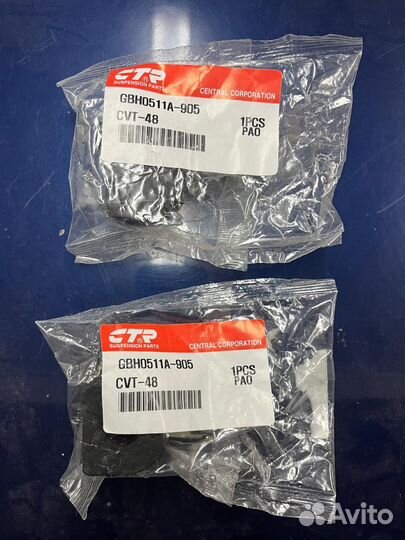 CTR
SUSPENSION PARTS
CENTRAL CORPORATION
GBH0511A-905
CVT-48
1PCS
PAO
CTR
SUSPENSION PARTS
CENTRAL CORPORATION
GBH0511A-905
CVT-48
1PCS
PAO
Avito